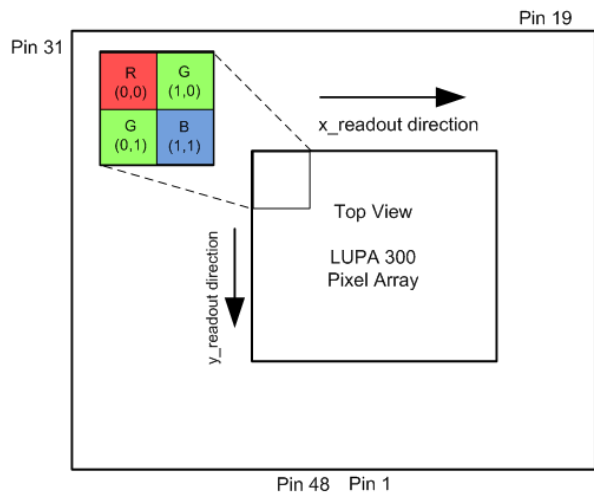 Pin 19
Pin 31
R
(0,0)
G
(1,0)
G
(0,1)
B
(1,1)
x_readout direction
Top View
LUPA 300
Pixel Array
y_readout direction
Pin 48
Pin 1